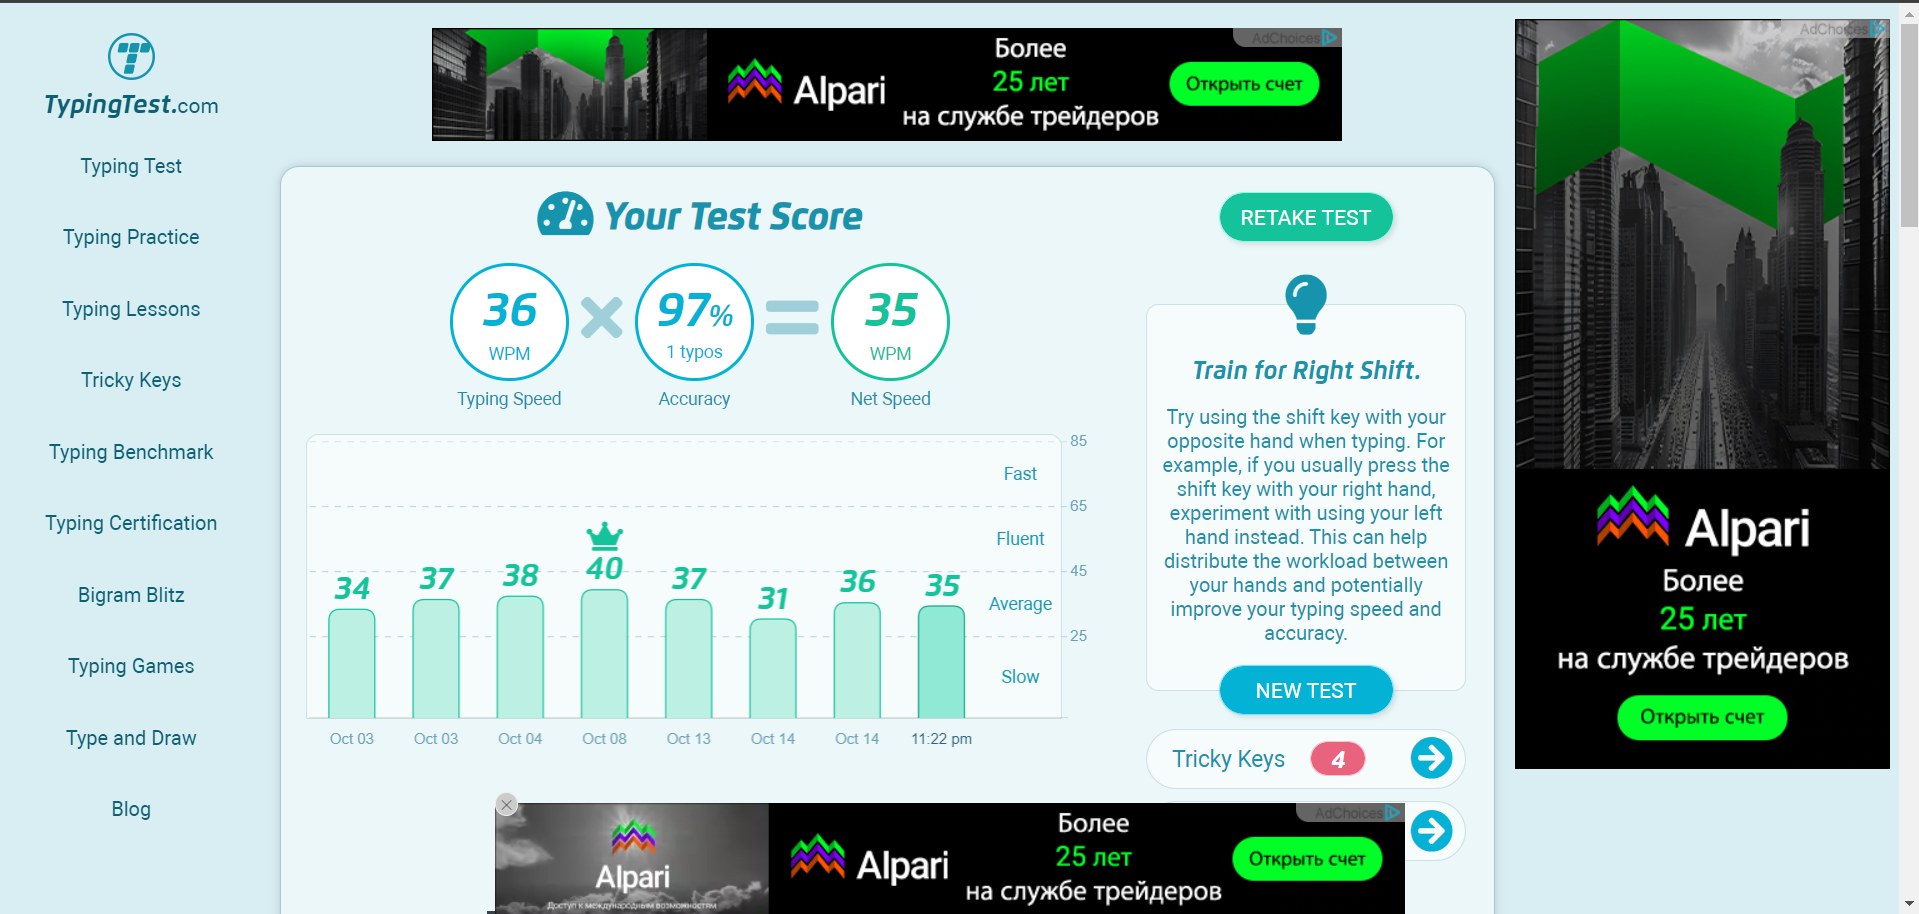 TypingTest.com
Typing Test
Typing Practice
Typing Lessons
Tricky Keys
Typing Benchmark
Typing Certification
Bigram Blitz
Typing Games
Type and Draw
Blog
Alpari
Более
25 лет
на службе трейдеров
Открыть счет
AdChoices
Your Test Score
36
WPM
Typing Speed
97%
1 typos
Accuracy
35
WPM
Net Speed
85
Fast
65
Fluent
45
Average
25
Slow
34
37
38
40
37
31
36
35
Oct 03
Oct 03
Oct 04
Oct 08
Oct 13
Oct 14
Oct 14
11:22 pm
RETAKE TEST
Train for Right Shift.
Try using the shift key with your
opposite hand when typing. For
example, if you usually press the
shift key with your right hand,
experiment with using your left
hand instead. This can help
distribute the workload between
your hands and potentially
improve your typing speed and
accuracy.
NEW TEST
Tricky Keys 4
Alpari
Доступ к международным возможностям
Alpari
Более
25 лет
на службе трейдеров
Открыть счет
AdChoices
AdChoices
Alpari
Более
25 лет
на службе трейдеров
Открыть счет